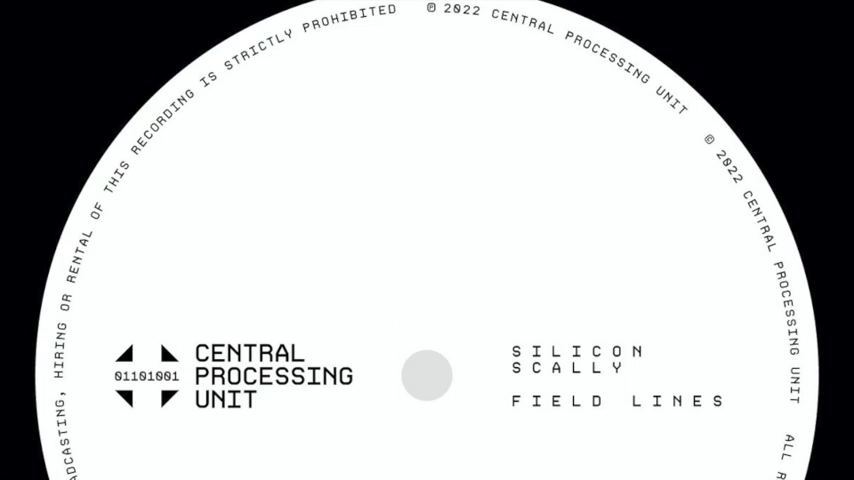 ADCASTING, HIRING OR RENTAL OF THIS RECORDING IS STRICTLY PROHIBITED ℗ 2022 CENTRAL PROCESSING UNIT © 2022 CENTRAL PROCESSING UNIT ALL R
01101001
CENTRAL
PROCESSING
UNIT
SILICON
SCALLY
FIELD LINES